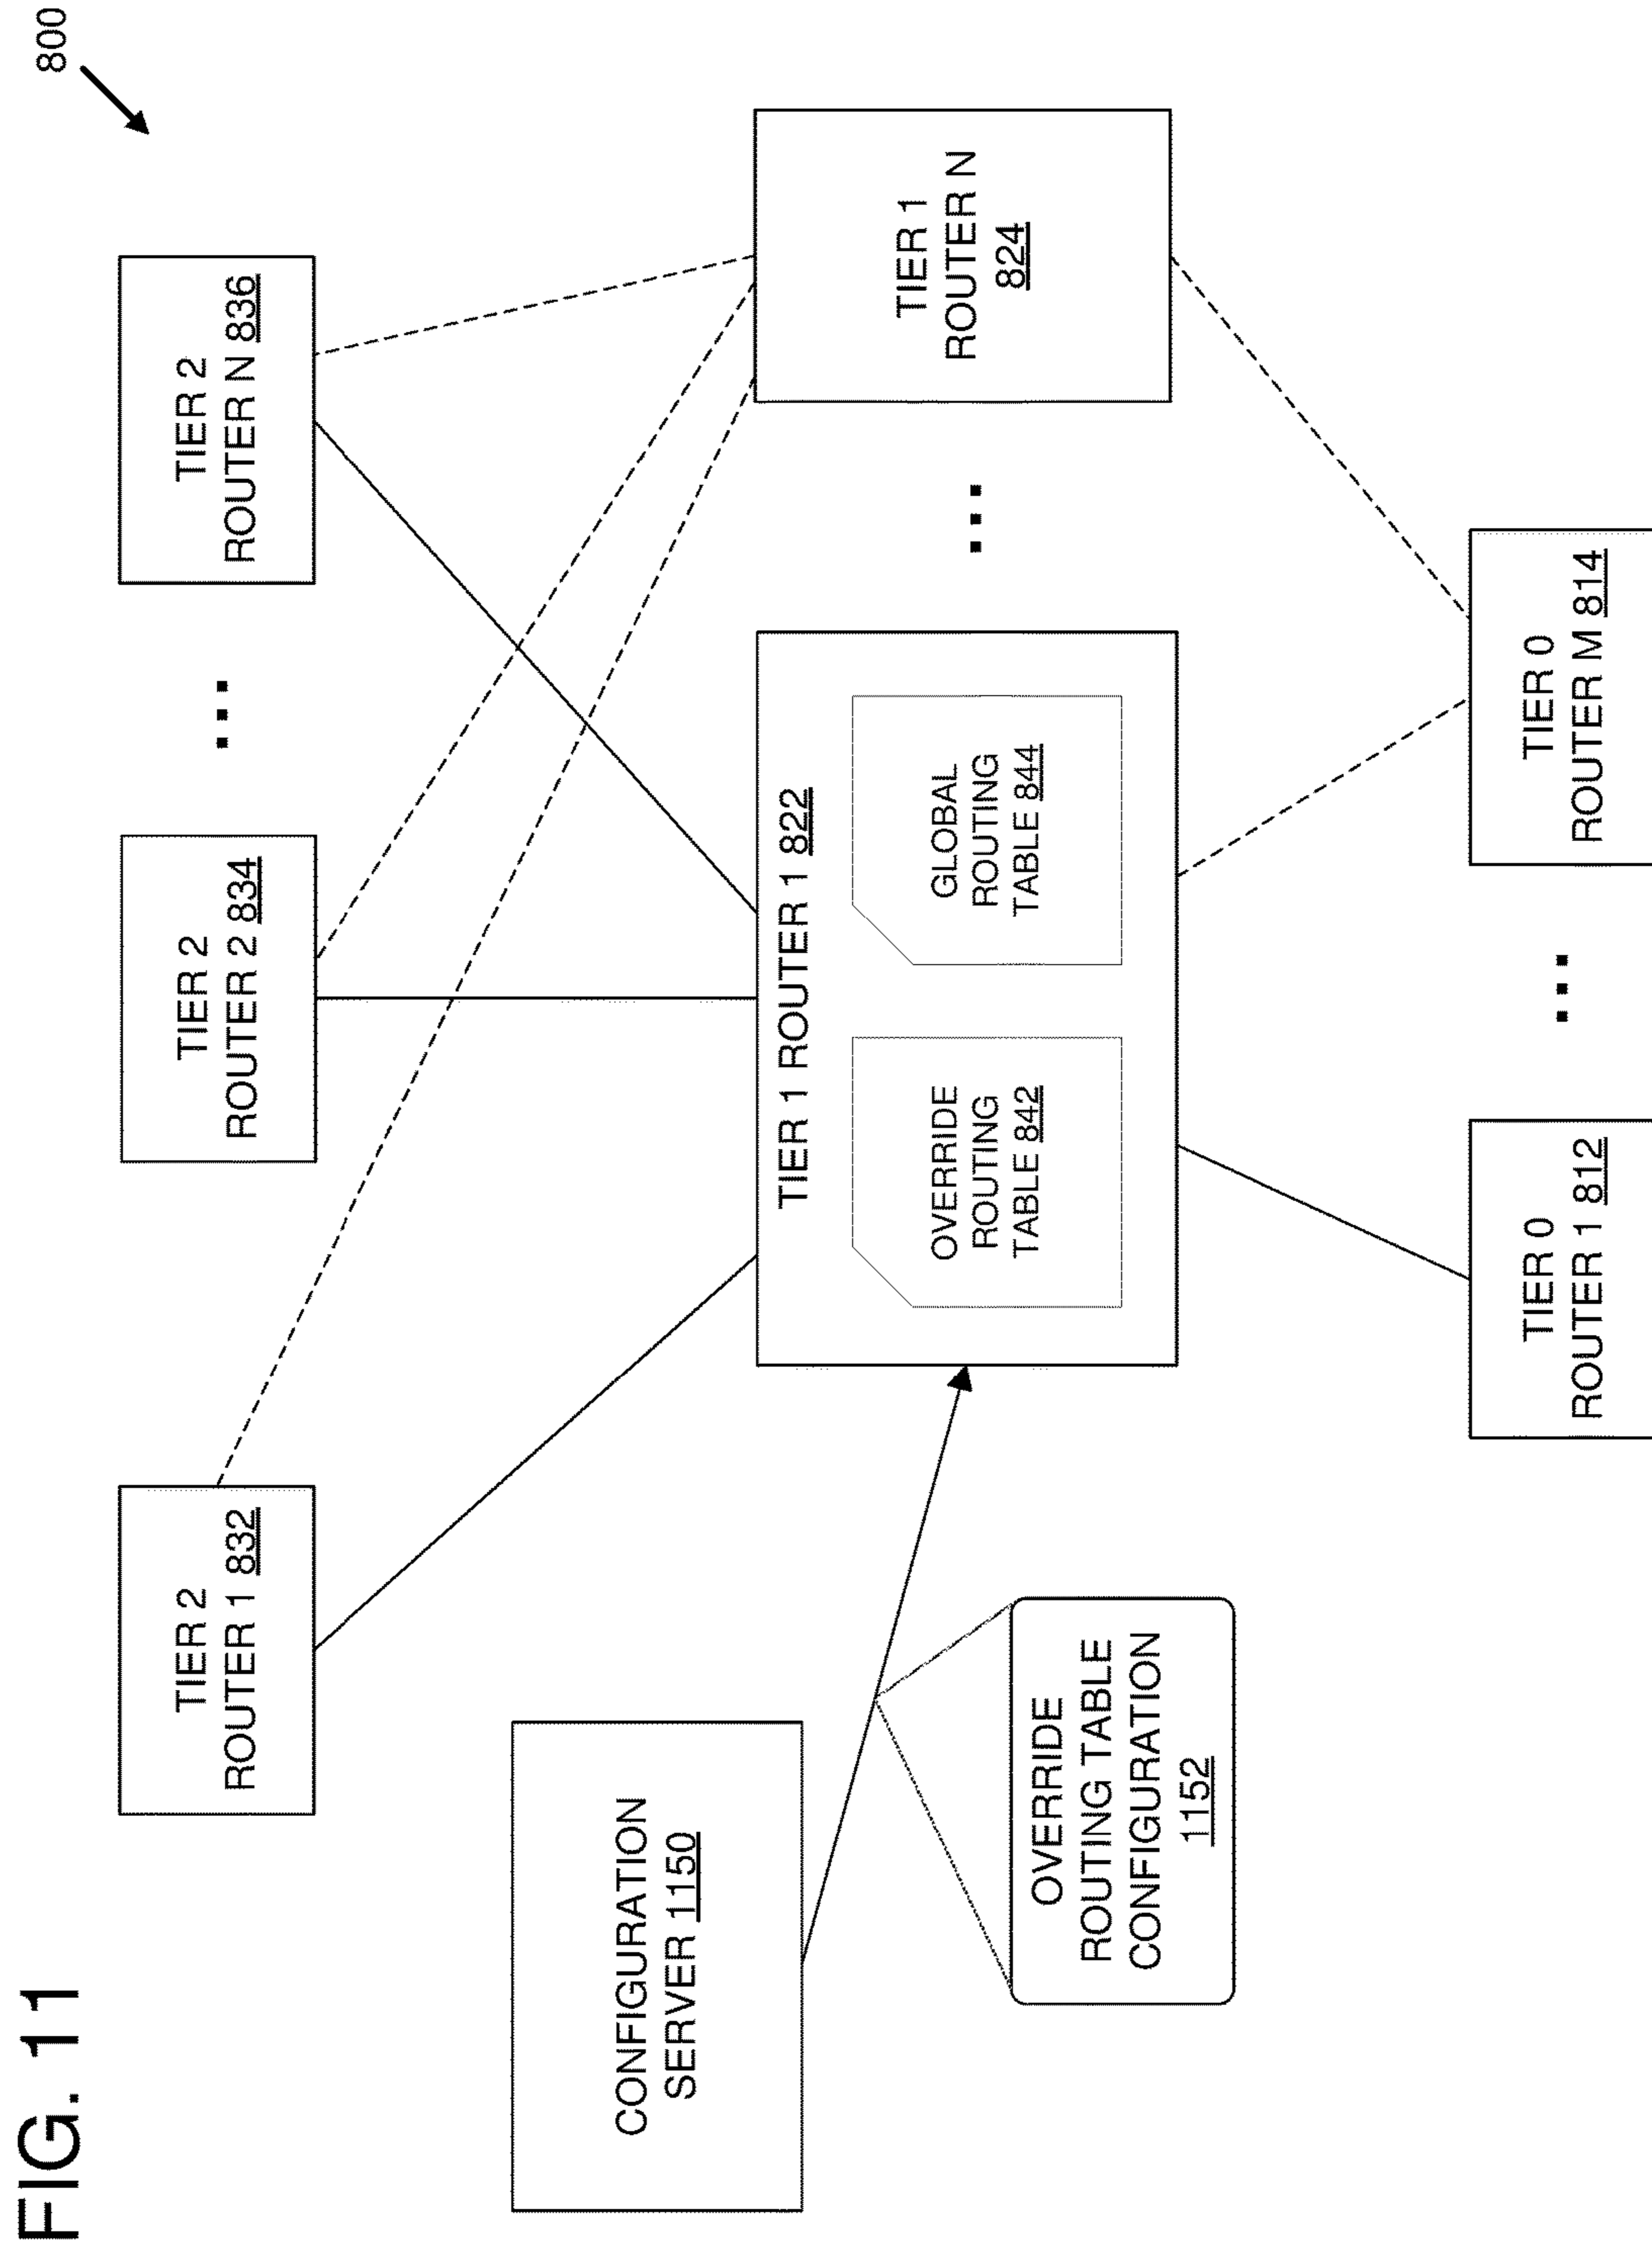 FIG. 11
800
TIER 2
ROUTER 1 832
TIER 2
ROUTER 2 834
...
TIER 2
ROUTER N 836
CONFIGURATION
SERVER 1150
OVERRIDE
ROUTING TABLE
CONFIGURATION
1152
TIER 1 ROUTER 1 822
OVERRIDE
ROUTING
TABLE 842
GLOBAL
ROUTING
TABLE 844
...
TIER 1
ROUTER N
824
TIER 0
ROUTER 1 812
...
TIER 0
ROUTER M 814